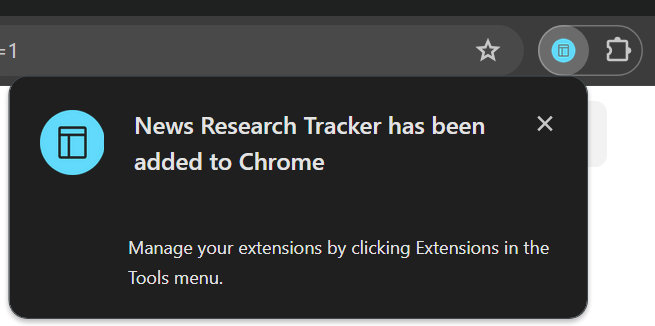 =1
News Research Tracker has been
added to Chrome
Manage your extensions by clicking Extensions in the
Tools menu.